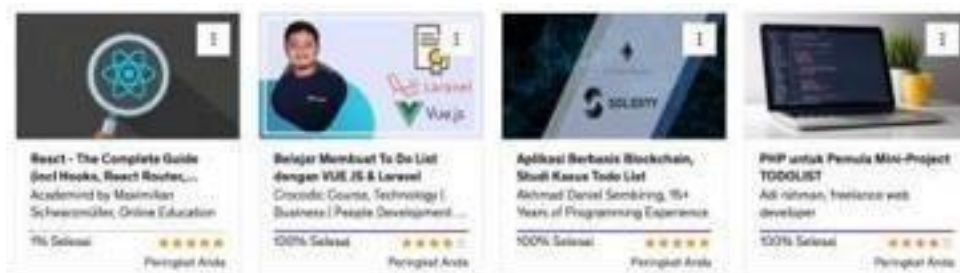 Laravel
Vue.js
SOLIDITY
React - The Complete Guide
(incl Hooks, React Router,...
Academind by Maximilian
Schwarzmüller, Online Education
1% Selesai
Peringkat Anda
Belajar Membuat To Do List
dengan VUE JS & Laravel
Crocodic Course, Technology |
Business | People Development ...
100% Selesai
Peringkat Anda
Aplikasi Berbasis Blockchain,
Studi Kasus Todo List
Akhmad Daniel Sembiring, 15+
Years of Programming Experience
100% Selesai
Peringkat Anda
PHP untuk Pemula Mini-Project
TODOLIST
Adi rohman, freelance web
developer
100% Selesai
Peringkat Anda